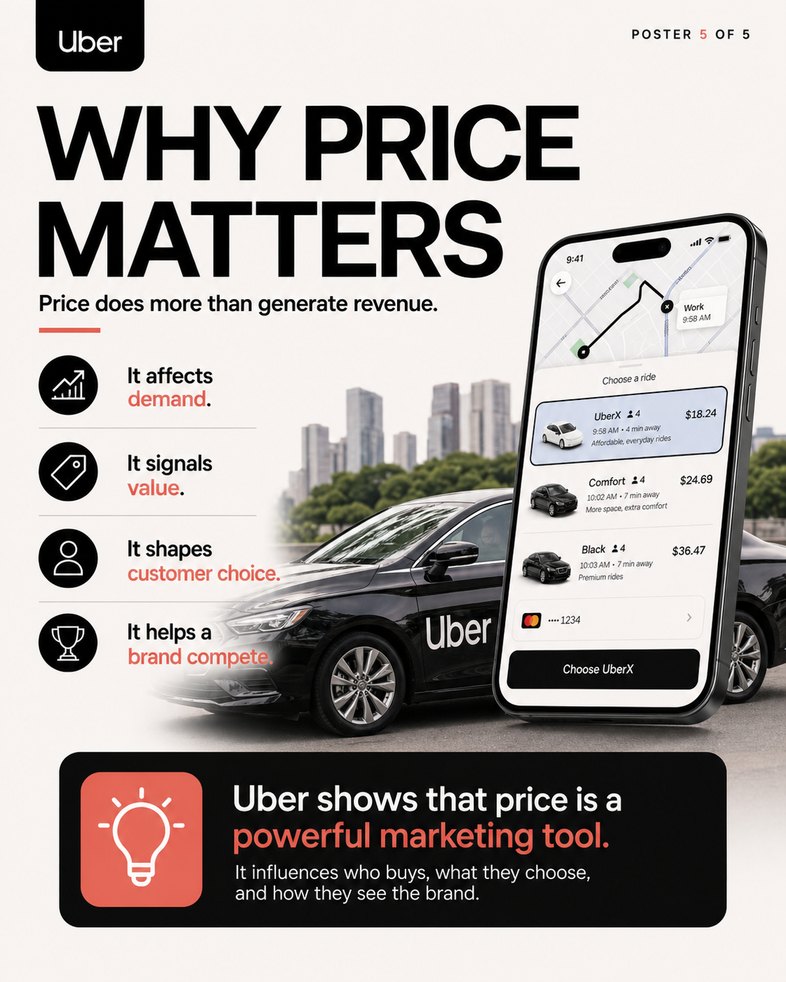 Uber
POSTER 5 OF 5
WHY PRICE
MATTERS
Price does more than generate revenue.
It affects
demand.
It signals
value.
It shapes
customer choice.
It helps a
brand compete.
Uber
9:41
Work
9:58 AM
Choose a ride
UberX 4 $18.24
9:58 AM • 4 min away
Affordable, everyday rides
Comfort 4 $24.69
10:02 AM • 7 min away
More space, extra comfort
Black 4 $36.47
10:03 AM • 7 min away
Premium rides
•••• 1234
Choose UberX
Uber shows that price is a
powerful marketing tool.
It influences who buys, what they choose,
and how they see the brand.